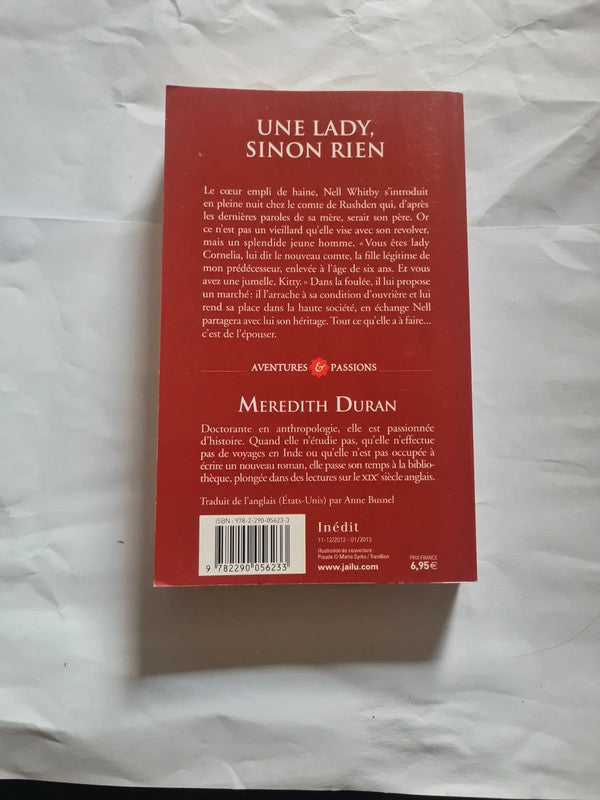 UNE LADY,
SINON RIEN
Le cœur empli de haine, Nell Whitby s'introduit
en pleine nuit chez le comte de Rushden qui, d'après
les dernières paroles de sa mère, serait son père. Or
ce n'est pas un vieillard qu'elle vise avec son revolver,
mais un splendide jeune homme. « Vous êtes lady
Cornelia, lui dit le nouveau comte, la fille légitime de
mon prédécesseur, enlevée à l'âge de six ans. Et vous
avez une jumelle, Kitty. » Dans la foulée, il lui propose
un marché : il l'arrache à sa condition d'ouvrière et lui
rend sa place dans la haute société, en échange Nell
partagera avec lui son héritage. Tout ce qu'elle a à faire...
c'est de l'épouser.
AVENTURES & PASSIONS
MEREDITH DURAN
Doctorante en anthropologie, elle est passionnée
d'histoire. Quand elle n'étudie pas, qu'elle n'effectue
pas de voyages en Inde ou qu'elle n'est pas occupée à
écrire un nouveau roman, elle passe son temps à la biblio-
thèque, plongée dans des lectures sur le XIXe siècle anglais.
Traduit de l'anglais (États-Unis) par Anne Busnel
ISBN : 978-2-290-05623-3
9 782290 056233
Inédit
11-12/2012 - 01/2013
Illustration de couverture :
Piaude © Marta Syrko / Trevillion
www.jailu.com
PRIX FRANCE
6,95 €